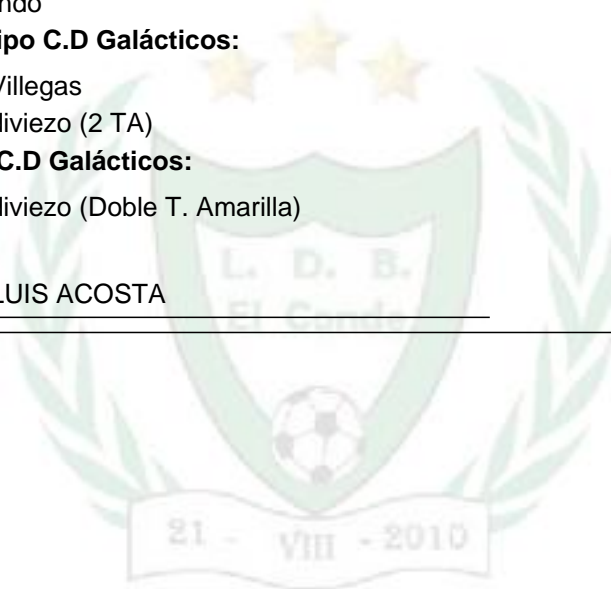 ndo
ipo C.D Galácticos:
Villegas
liviezo (2 TA)
C.D Galácticos:
liviezo (Doble T. Amarilla)
LUIS ACOSTA
L. D. B.
El Conde
21 - VIII - 2010